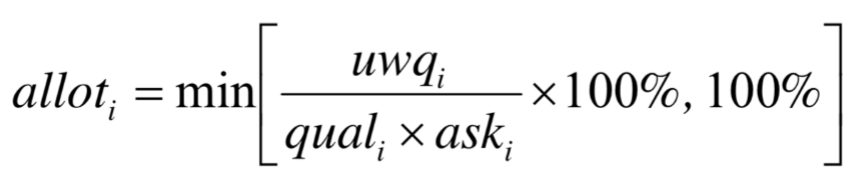 allot_i = min[ uwq_i / (qual_i × ask_i) ×100%, 100% ]